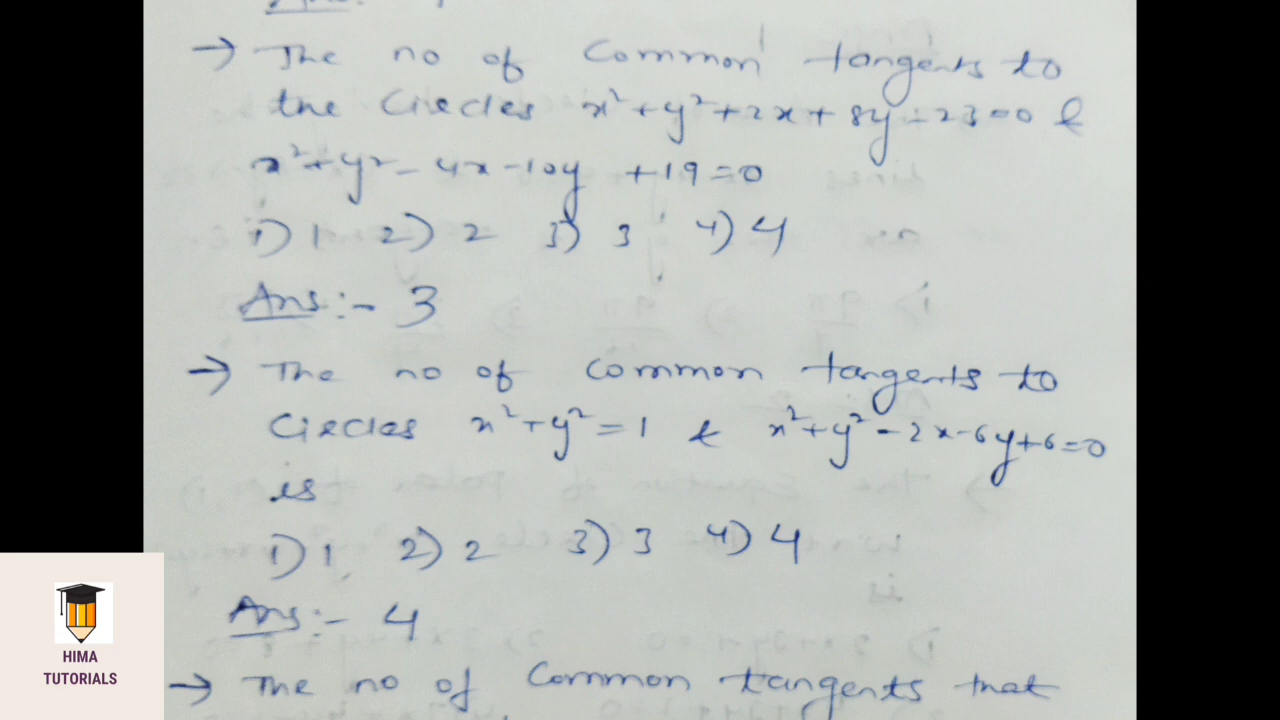 → The no of Common tangents to
the Circles x²+y²+2x+8y-23=0 &
x²+y²-4x-10y+19=0
1) 1 2) 2 3) 3 4) 4
Ans:- 3
→ The no of common tangents to
Circles x²+y²=1 & x²+y²-2x-6y+6=0
is
1) 1 2) 2 3) 3 4) 4
Ans:- 4
→ The no of Common tangents that
HIMA
TUTORIALS